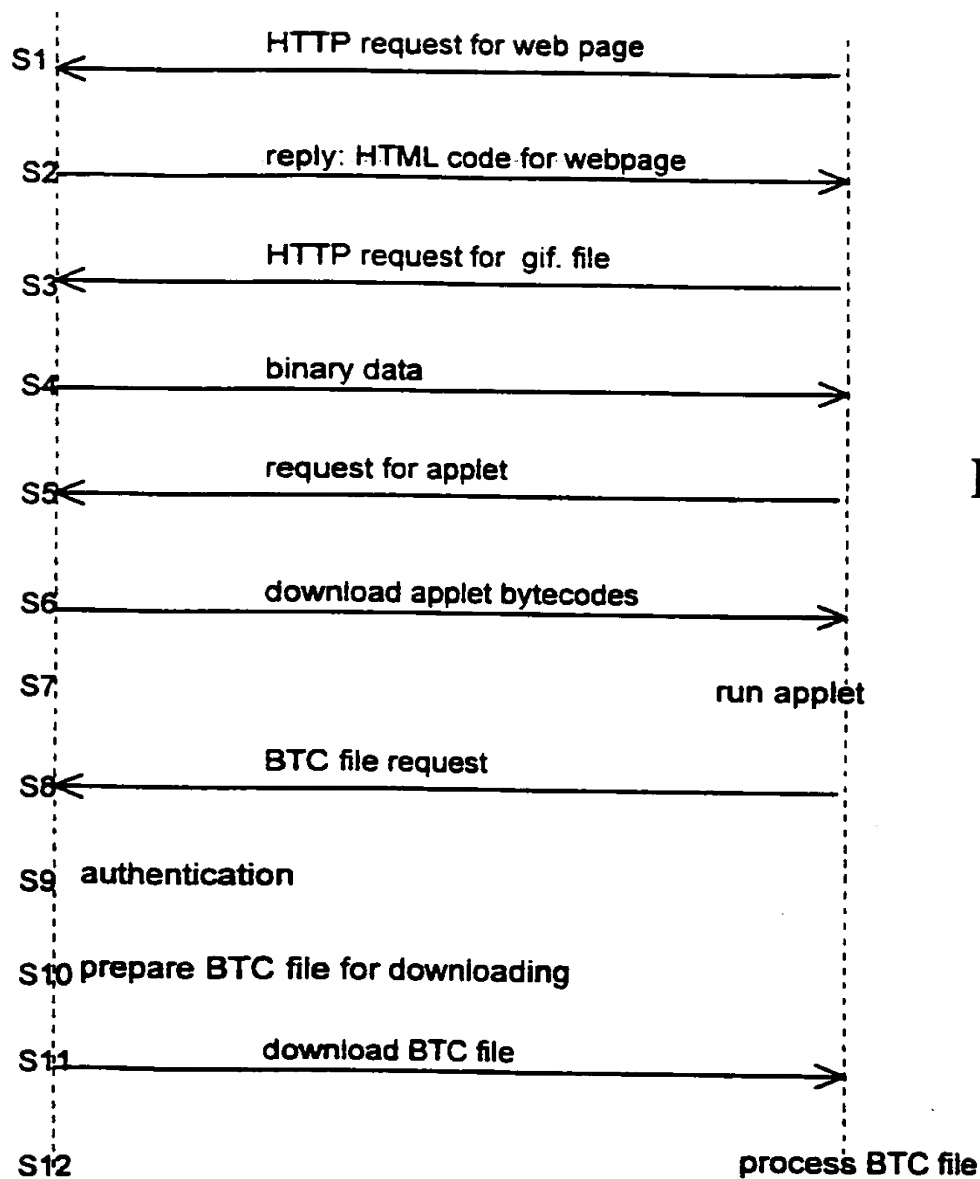 HTTP request for web page
S1
reply: HTML code for webpage
S2
HTTP request for gif. file
S3
binary data
S4
request for applet
S5
download applet bytecodes
S6
S7 run applet
BTC file request
S8
S9 authentication
S10 prepare BTC file for downloading
download BTC file
S11
S12 process BTC file